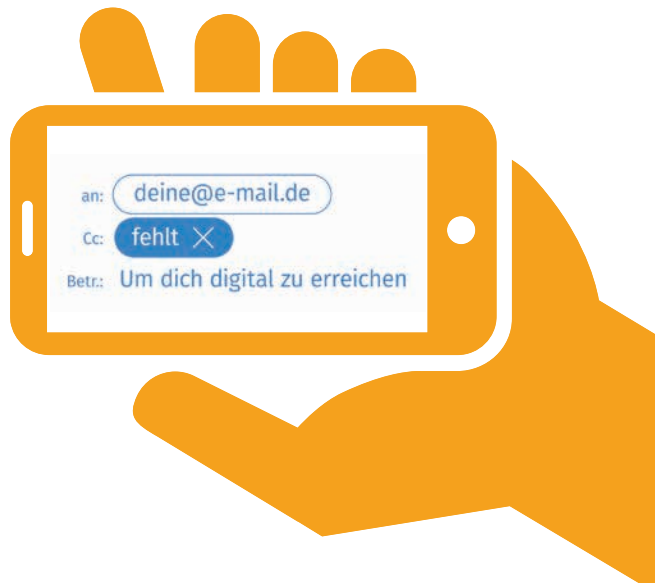 an: deine@e-mail.de
Cc: fehlt
Betr.: Um dich digital zu erreichen